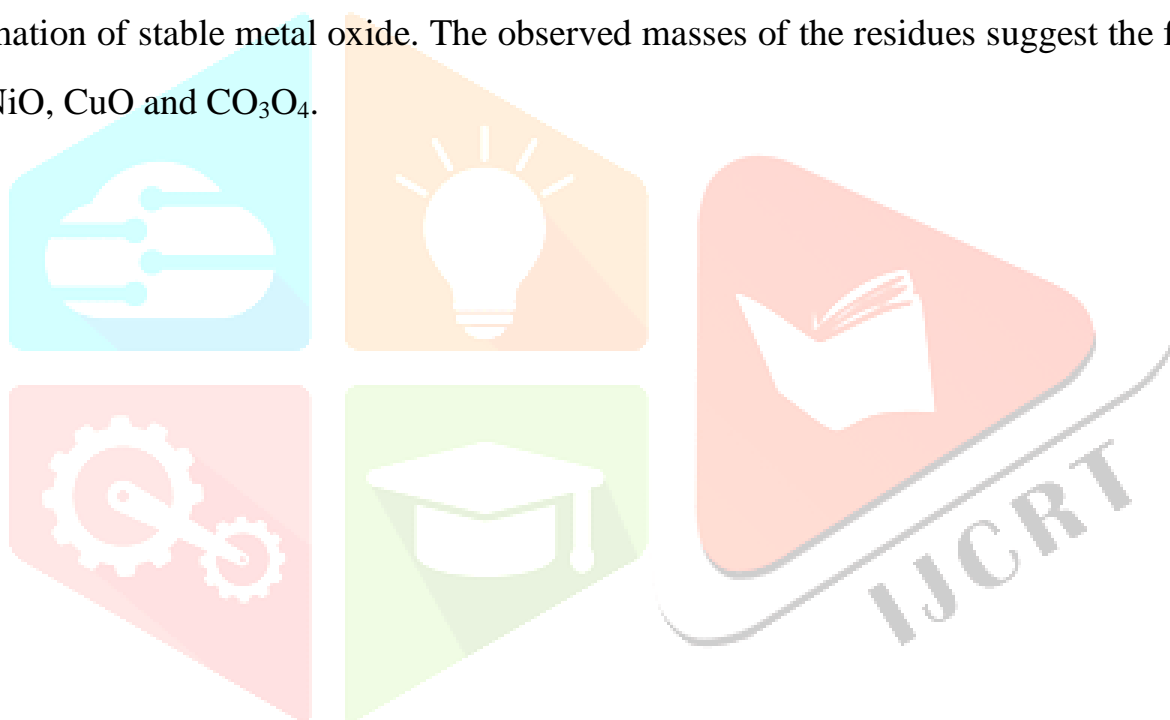 nation of stable metal oxide. The observed masses of the residues suggest the f
NiO, CuO and CO₃O₄.
IJCRT